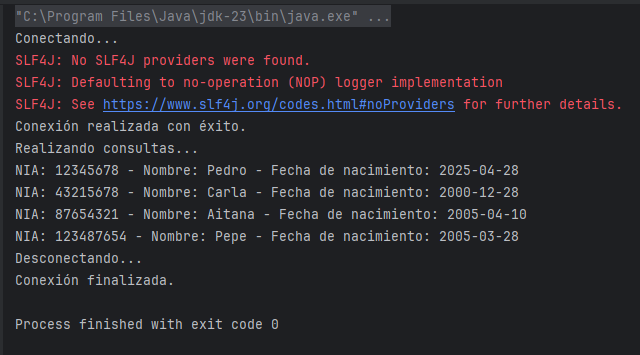 "C:\Program Files\Java\jdk-23\bin\java.exe" ...
Conectando...
SLF4J: No SLF4J providers were found.
SLF4J: Defaulting to no-operation (NOP) logger implementation
SLF4J: See https://www.slf4j.org/codes.html#noProviders for further details.
Conexión realizada con éxito.
Realizando consultas...
NIA: 12345678 - Nombre: Pedro - Fecha de nacimiento: 2025-04-28
NIA: 43215678 - Nombre: Carla - Fecha de nacimiento: 2000-12-28
NIA: 87654321 - Nombre: Aitana - Fecha de nacimiento: 2005-04-10
NIA: 123487654 - Nombre: Pepe - Fecha de nacimiento: 2005-03-28
Desconectando...
Conexión finalizada.
Process finished with exit code 0